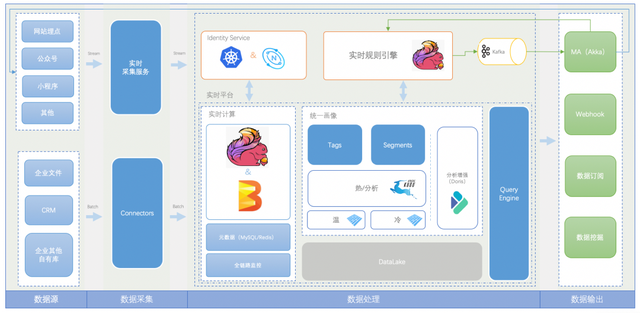 网站埋点
公众号
小程序
其他
Stream
实时
采集服务
Stream
Identity Service
&
N
实时规则引擎
Kafka
MA（Akka）
实时平台
实时计算
&
元数据（MySQL/Redis）
全链路监控
统一画像
Tags
Segments
热/分析
温
冷
分析增强
DataLake
Query
Engine
Webhook
数据订阅
数据挖掘
企业文件
CRM
企业其他
自有库
Batch
Connectors
Batch
数据源
数据采集
数据处理
数据输出